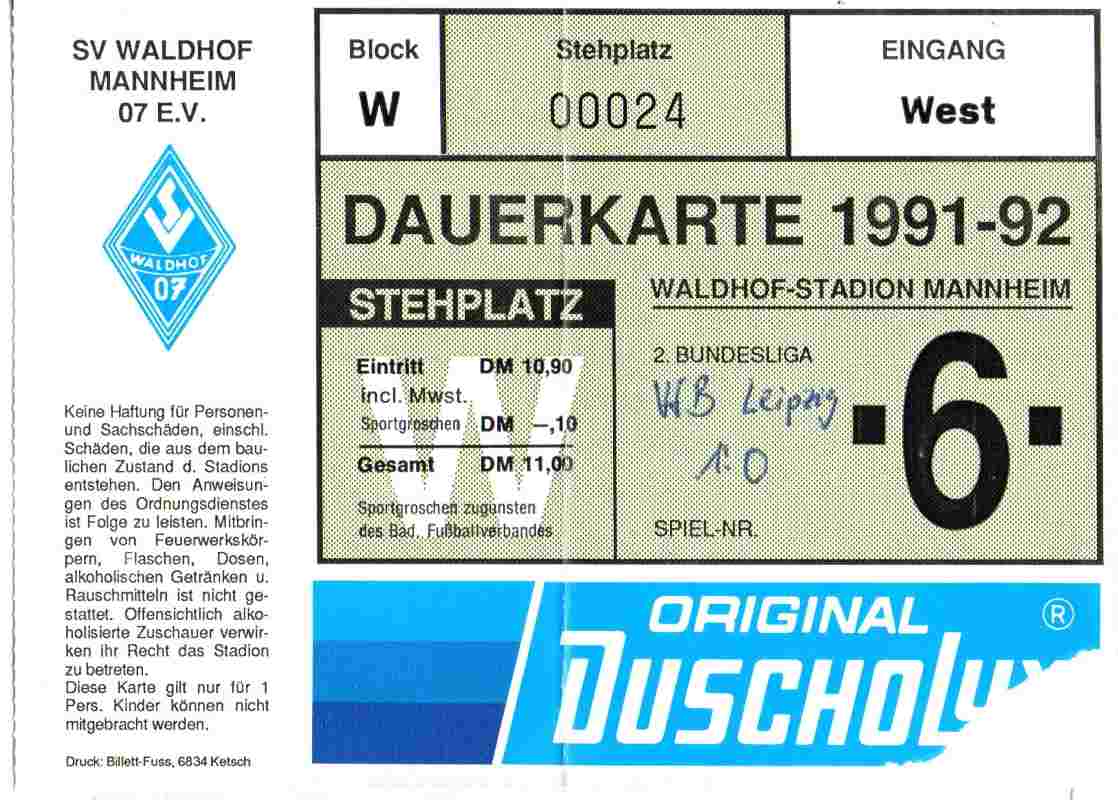 SV WALDHOF
MANNHEIM
07 E.V.
SV
WALDHOF
07
Keine Haftung für Personen-
und Sachschäden, einschl.
Schäden, die aus dem bau-
lichen Zustand d. Stadions
entstehen. Den Anweisun-
gen des Ordnungsdienstes
ist Folge zu leisten. Mitbrin-
gen von Feuerwerkskör-
pern, Flaschen, Dosen,
alkoholischen Getränken u.
Rauschmitteln ist nicht ge-
stattet. Offensichtlich alko-
holisierte Zuschauer verwir-
ken ihr Recht das Stadion
zu betreten.
Diese Karte gilt nur für 1
Pers. Kinder können nicht
mitgebracht werden.
Druck: Billett-Fuss, 6834 Ketsch
Block
W
Stehplatz
00024
EINGANG
West
DAUERKARTE 1991-92
STEHPLATZ
W
Eintritt DM 10,90
incl. Mwst.
Sportgroschen DM –,10
Gesamt DM 11,00
Sportgroschen zugunsten
des Bad. Fußballverbandes
WALDHOF-STADION MANNHEIM
2. BUNDESLIGA
VfB Leipzig
1:0
·6·
SPIEL-NR.
ORIGINAL ®
DUSCHOLUX